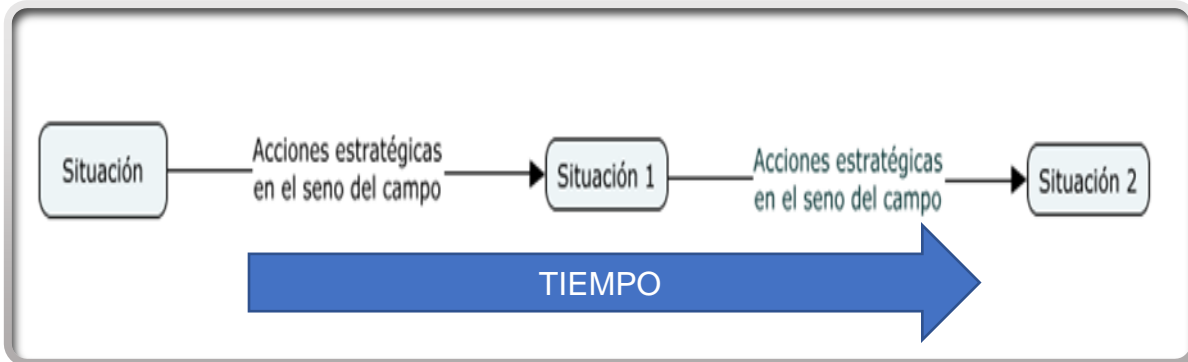 Situación
Acciones estratégicas
en el seno del campo
Situación 1
Acciones estratégicas
en el seno del campo
Situación 2
TIEMPO